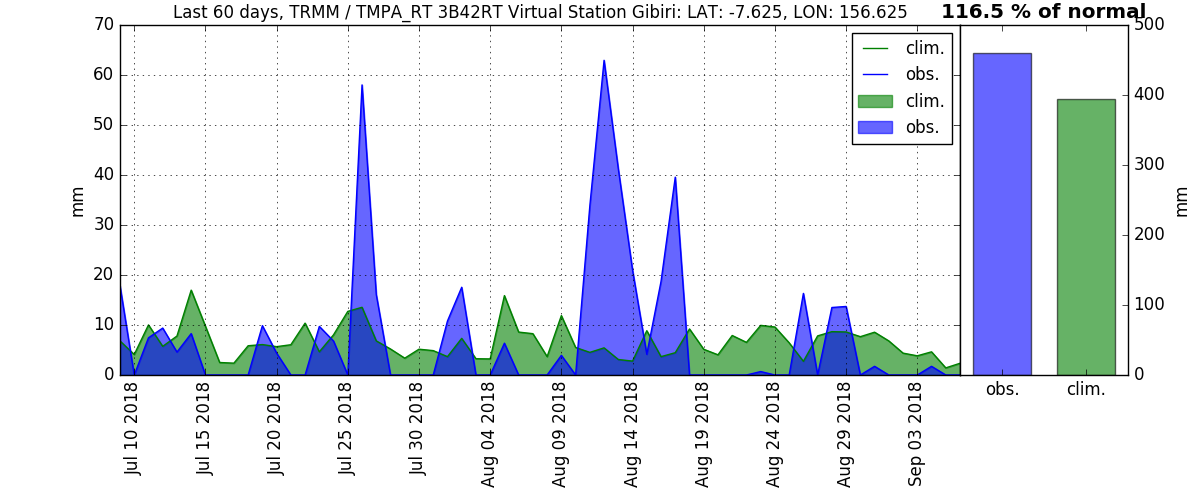 Last 60 days, TRMM / TMPA_RT 3B42RT Virtual Station Gibiri: LAT: -7.625, LON: 156.625
116.5 % of normal
70
60
50
40
30
20
10
0
mm
clim.
obs.
clim.
obs.
500
400
300
200
100
0
mm
obs.
clim.
Jul 10 2018
Jul 15 2018
Jul 20 2018
Jul 25 2018
Jul 30 2018
Aug 04 2018
Aug 09 2018
Aug 14 2018
Aug 19 2018
Aug 24 2018
Aug 29 2018
Sep 03 2018